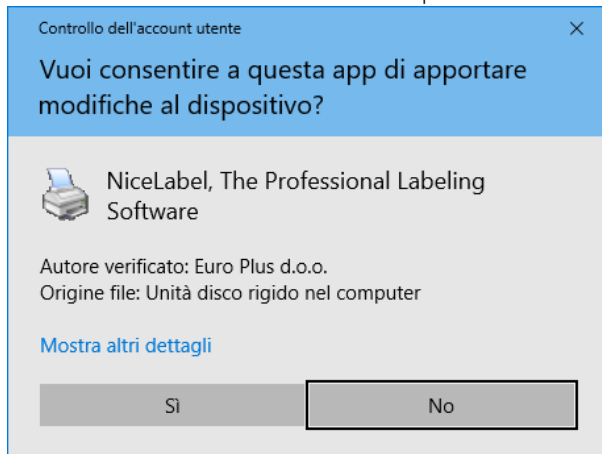 Controllo dell'account utente
Vuoi consentire a questa app di apportare
modifiche al dispositivo?
NiceLabel, The Professional Labeling
Software
Autore verificato: Euro Plus d.o.o.
Origine file: Unità disco rigido nel computer
Mostra altri dettagli
Sì
No